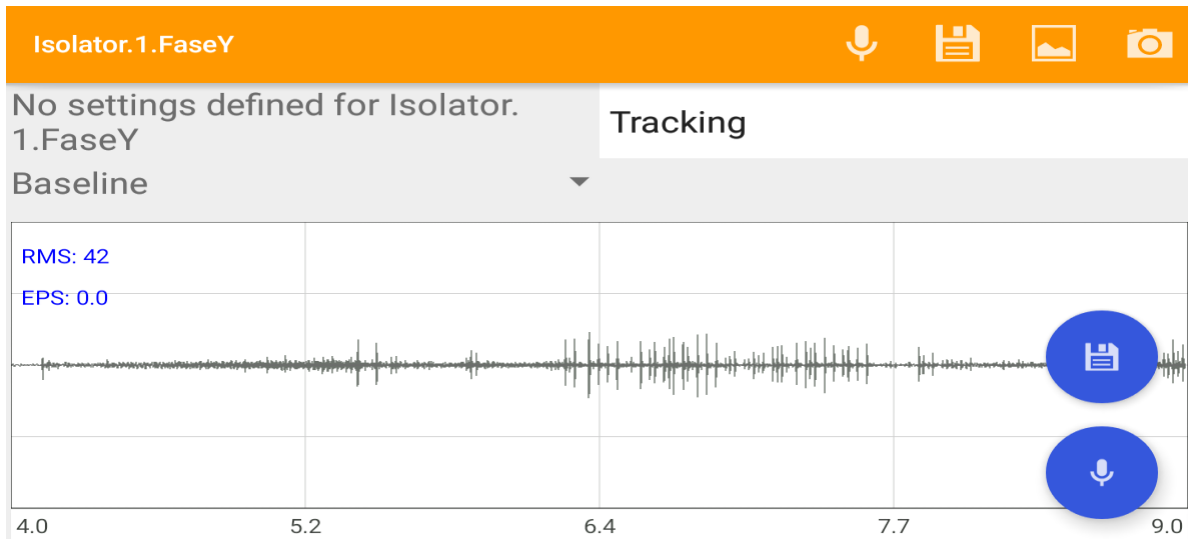 Isolator.1.FaseY
No settings defined for Isolator.
1.FaseY
Tracking
Baseline
RMS: 42
EPS: 0.0
4.0 5.2 6.4 7.7 9.0